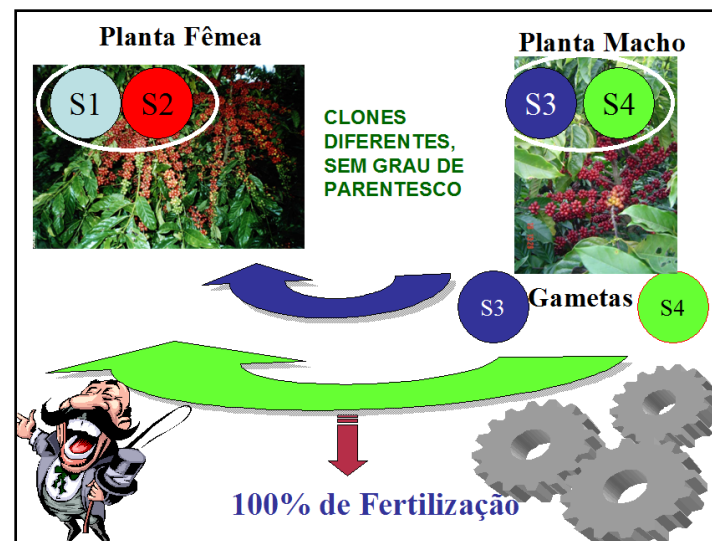 Planta Fêmea
Planta Macho
S1
S2
S3
S4
CLONES
DIFERENTES,
SEM GRAU DE
PARENTESCO
S3
Gametas
S4
100% de Fertilização